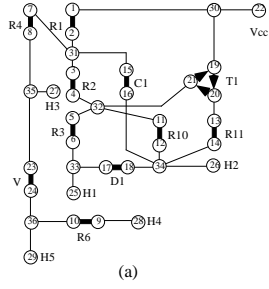 7 1 30 22
R4 R1 Vcc
8 2
31
15 19
3 C1 21 T1
35 27 R2 16 20
H3 4
32
5 11 13
R3 R10 R11
6 12 14
23 33 17 18 34 26 H2
V D1
24 25 H1
36 10 9 28 H4
R6
29 H5
(a)